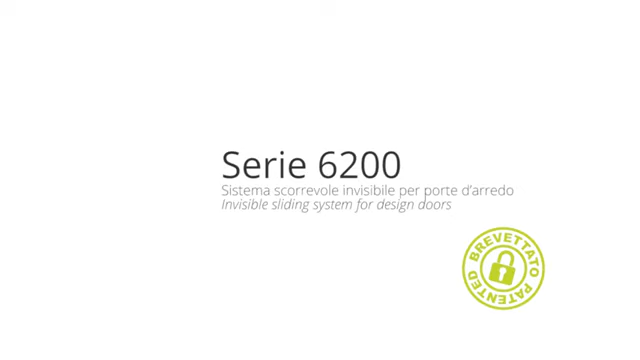 Serie 6200
Sistema scorrevole invisibile per porte d'arredo
Invisible sliding system for design doors
BREVETTATO
PATENTED